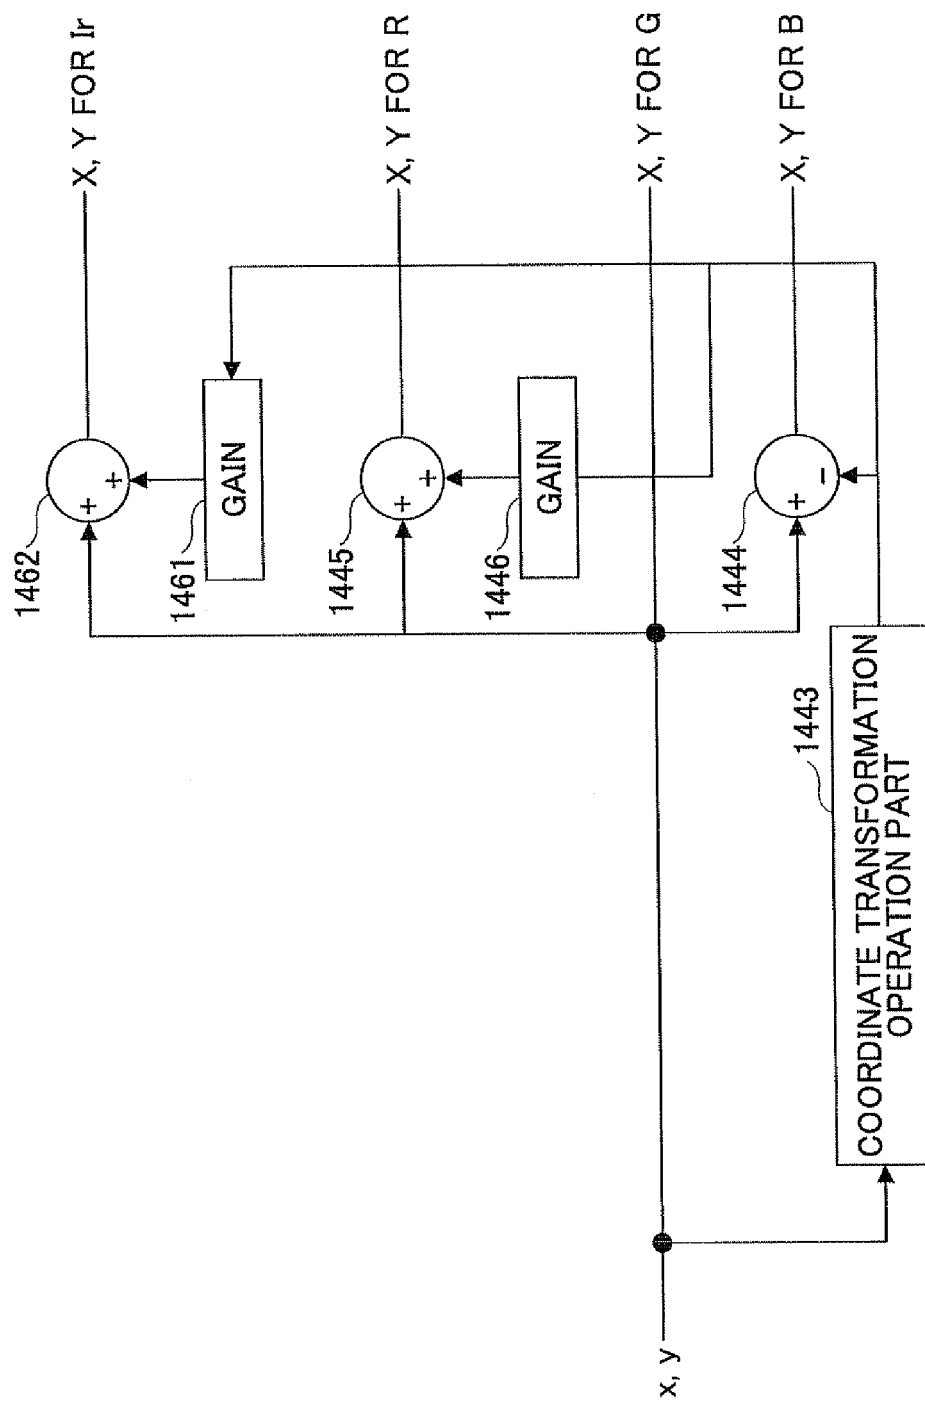 X, Y FOR Ir
X, Y FOR R
X, Y FOR G
X, Y FOR B
1462
+
+
1461
GAIN
1445
+
+
1446
GAIN
1444
+
−
1443
COORDINATE TRANSFORMATION
OPERATION PART
x, y